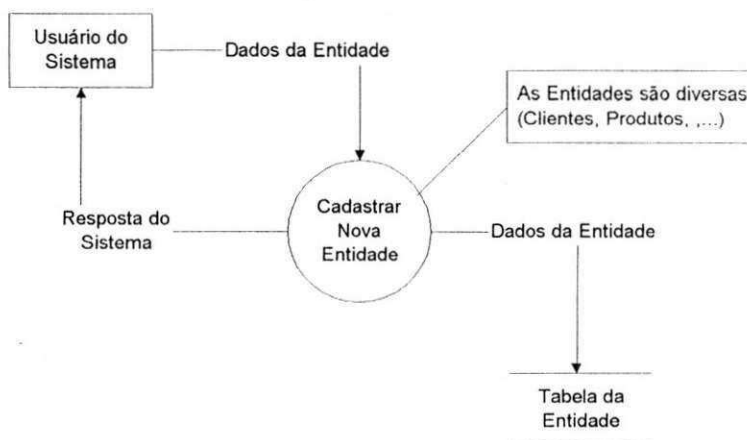 Usuário do
Sistema
Dados da Entidade
As Entidades são diversas
(Clientes, Produtos, ,...)
Cadastrar
Nova
Entidade
Resposta do
Sistema
Dados da Entidade
Tabela da
Entidade